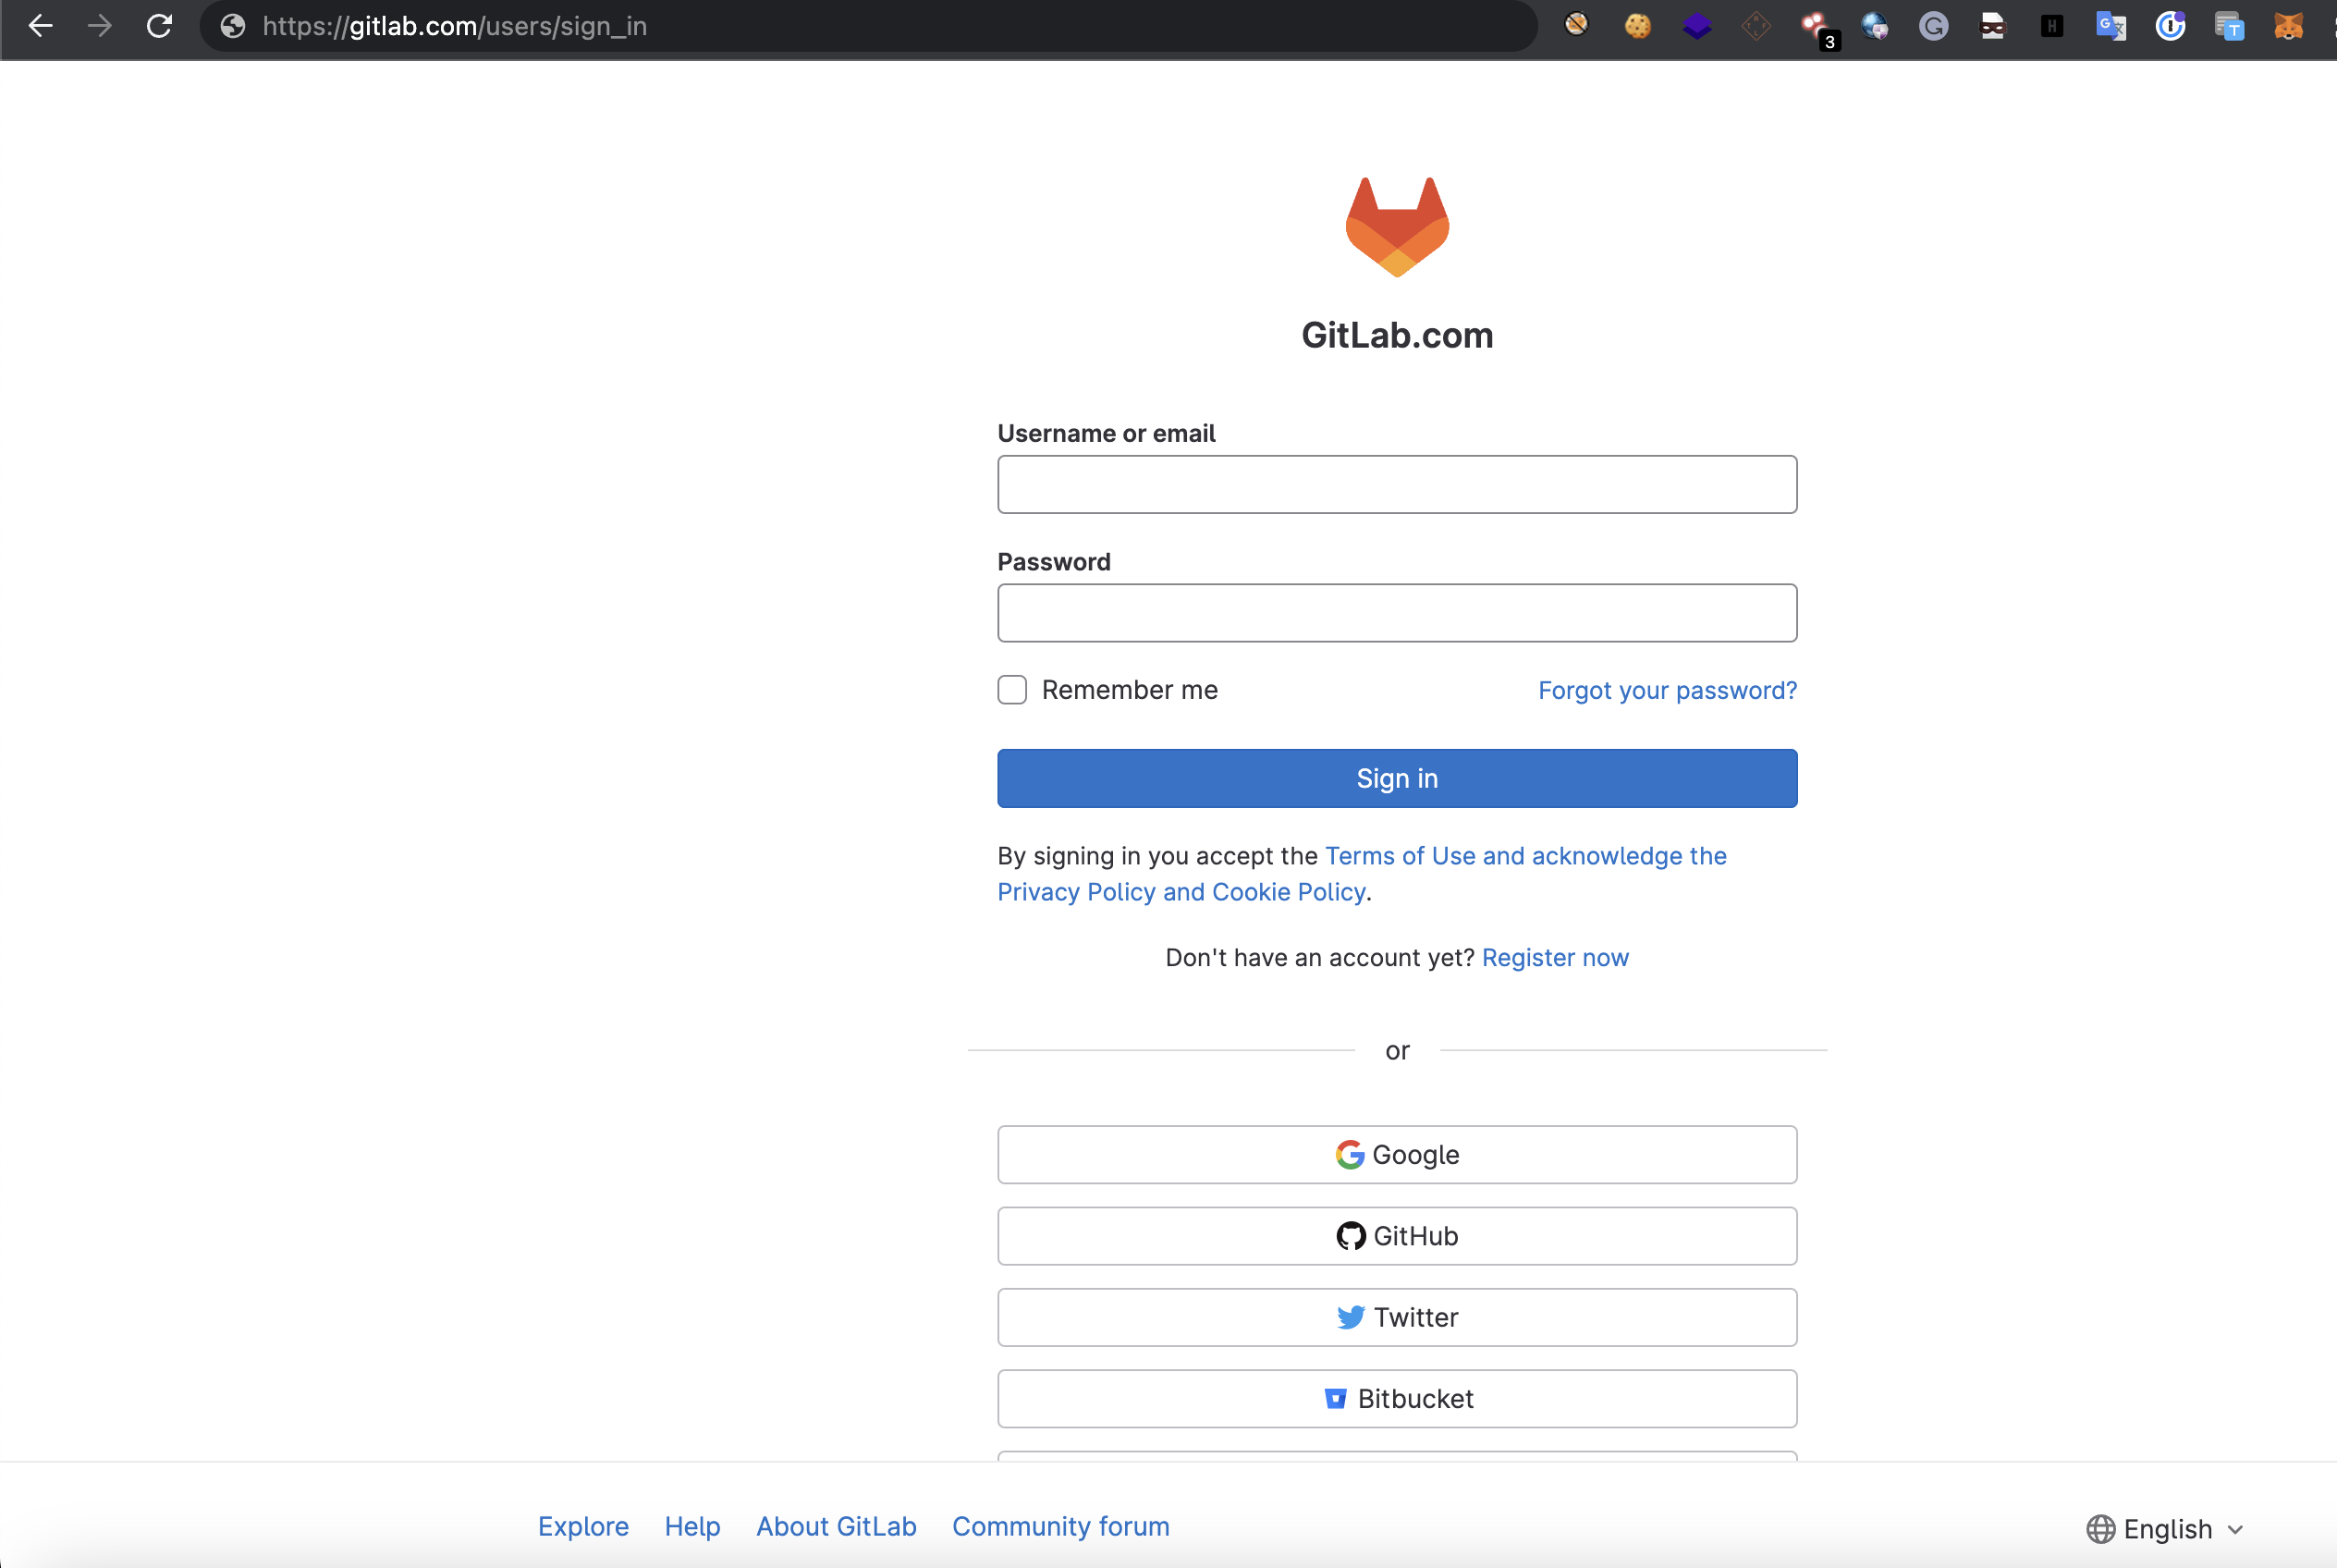 https://gitlab.com/users/sign_in
3
GitLab.com
Username or email
Password
Remember me
Forgot your password?
Sign in
By signing in you accept the Terms of Use and acknowledge the
Privacy Policy and Cookie Policy.
Don't have an account yet? Register now
or
Google
GitHub
Twitter
Bitbucket
Explore Help About GitLab Community forum
English